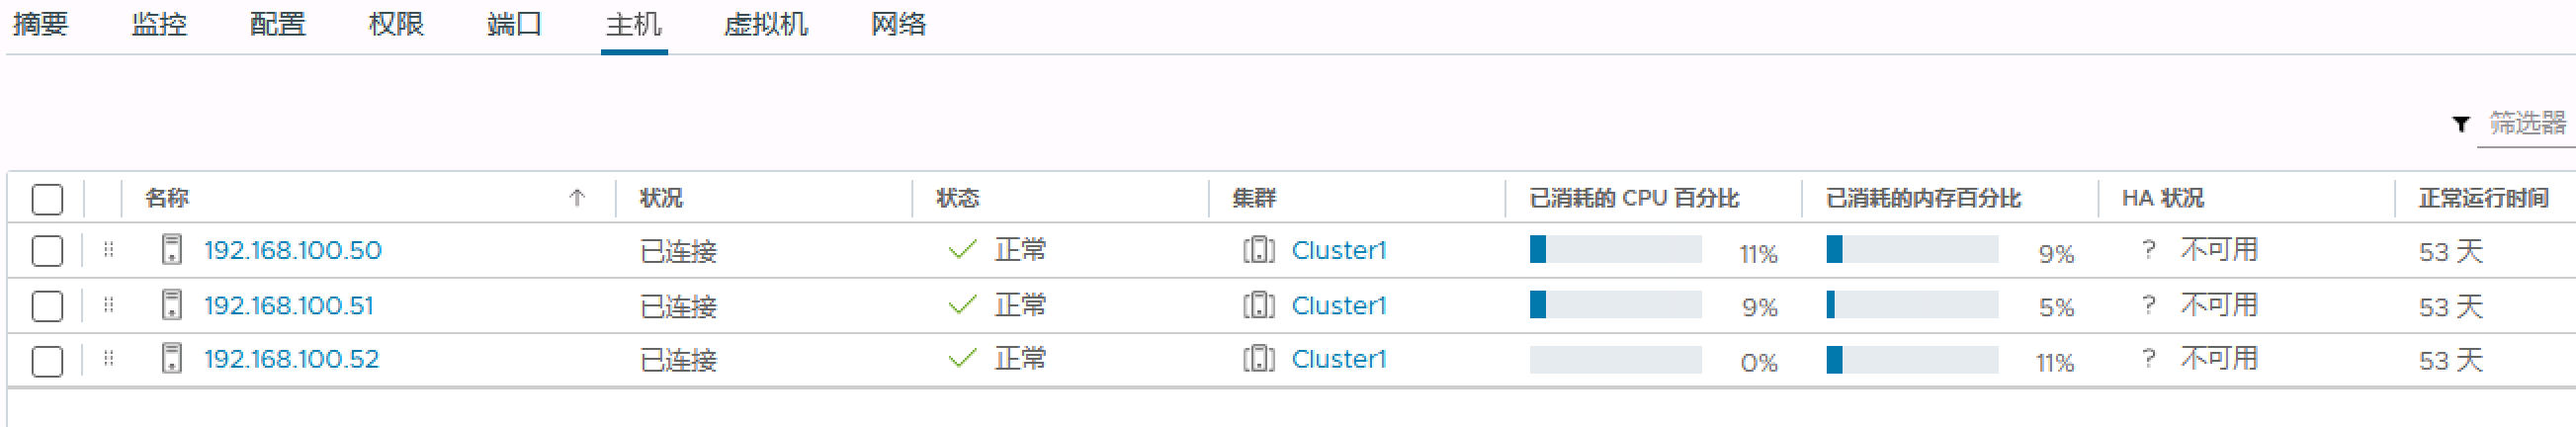 摘要 监控 配置 权限 端口 主机 虚拟机 网络
筛选器
名称 ↑ 状况 状态 集群 已消耗的 CPU 百分比 已消耗的内存百分比 HA 状况 正常运行时间
192.168.100.50 已连接 正常 Cluster1 11% 9% ? 不可用 53 天
192.168.100.51 已连接 正常 Cluster1 9% 5% ? 不可用 53 天
192.168.100.52 已连接 正常 Cluster1 0% 11% ? 不可用 53 天